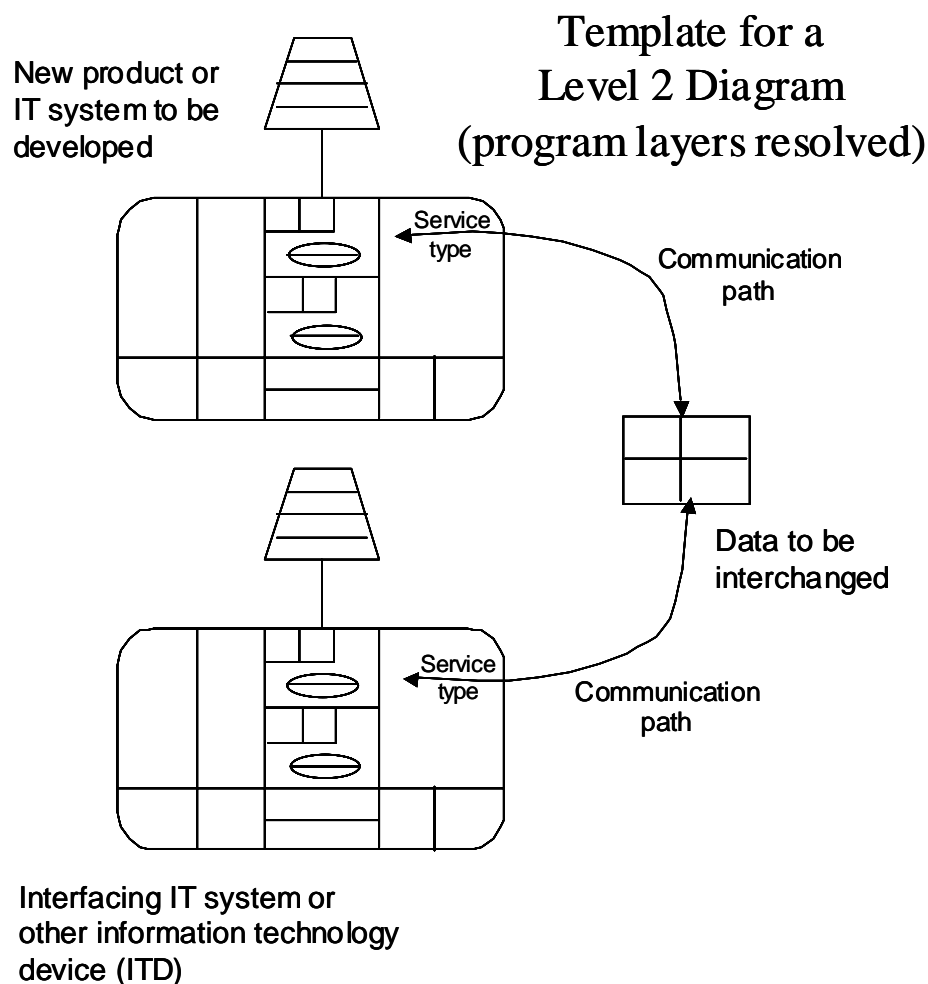 Template for a
Level 2 Diagram
(program layers resolved)
New product or
IT system to be
developed
Service
type
Communication
path
Data to be
interchanged
Service
type
Communication
path
Interfacing IT system or
other information technology
device (ITD)